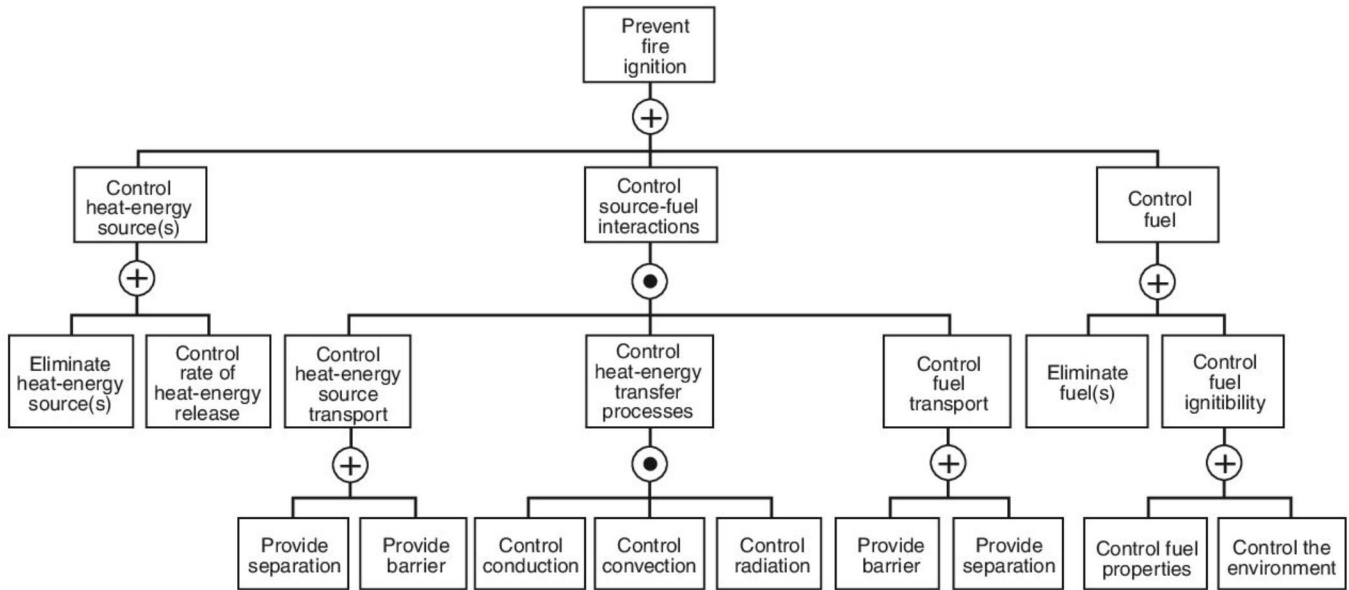 Prevent
fire
ignition
Control
heat-energy
source(s)
Control
source-fuel
interactions
Control
fuel
Eliminate
heat-energy
source(s)
Control
rate of
heat-energy
release
Control
heat-energy
source
transport
Control
heat-energy
transfer
processes
Control
fuel
transport
Eliminate
fuel(s)
Control
fuel
ignitibility
Provide
separation
Provide
barrier
Control
conduction
Control
convection
Control
radiation
Provide
barrier
Provide
separation
Control fuel
properties
Control the
environment